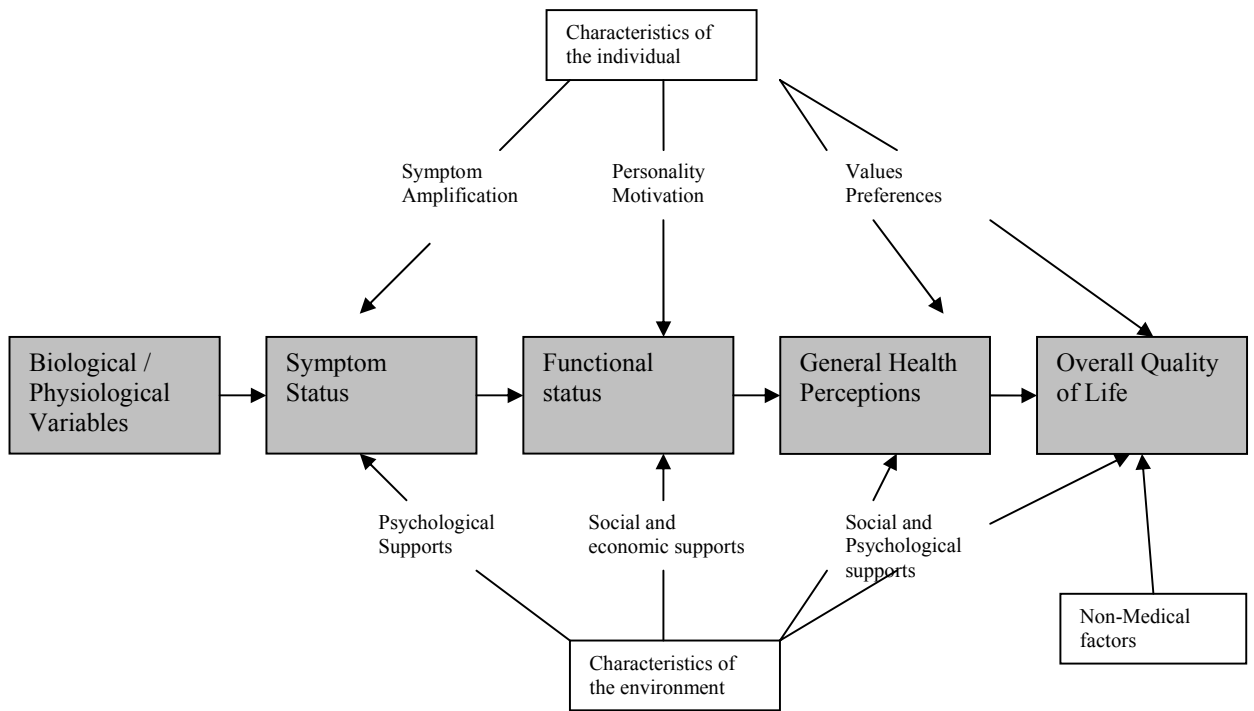 Characteristics of
the individual
Symptom
Amplification
Personality
Motivation
Values
Preferences
Biological /
Physiological
Variables
Symptom
Status
Functional
status
General Health
Perceptions
Overall Quality
of Life
Psychological
Supports
Social and
economic supports
Social and
Psychological
supports
Non-Medical
factors
Characteristics of
the environment